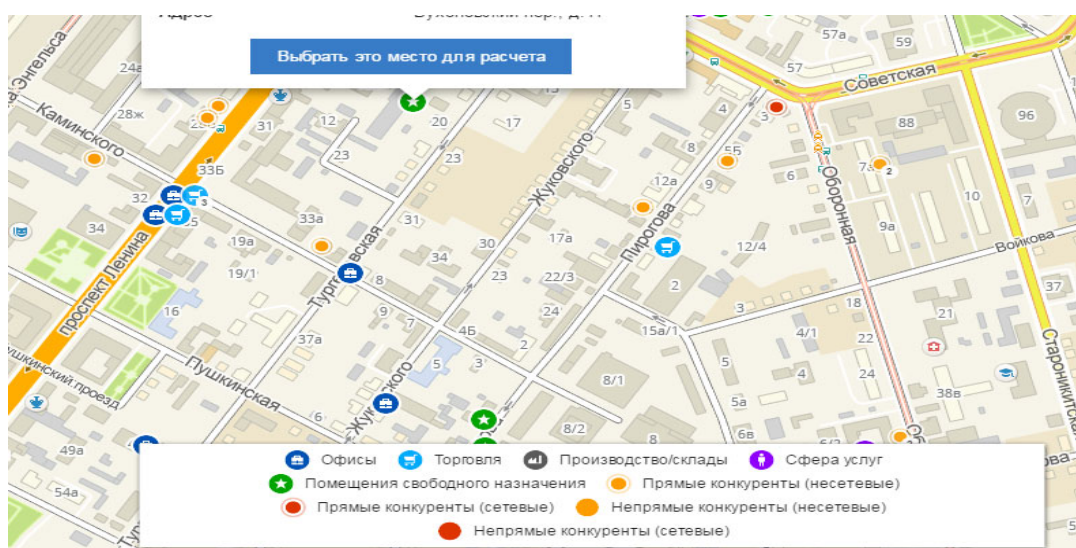 Выбрать это место для расчета
57а
59
57
Советская
24а
28ж
Каминского
31
12
20
17
5
4
8
5Б
3
88
96
7а
2
6
23
23
33Б
32
3
34
33а
31
19а
19/1
Жуковского
12а
9
Пирогова
17а
30
34
Оборонная
12/4
9а
10
7
Войкова
проспект Ленина
16
8
23
22/3
24
2
3
18
21
37
37а
9
7
4Б
2
5
3
15а/1
4/1
22
Пушкинская
6
8/1
5
4
24
38в
5а
Староникитская
49а
8/2
8
6в
54а
Офисы
Торговля
Производство/склады
Сфера услуг
Помещения свободного назначения
Прямые конкуренты (несетевые)
Прямые конкуренты (сетевые)
Непрямые конкуренты (несетевые)
Непрямые конкуренты (сетевые)